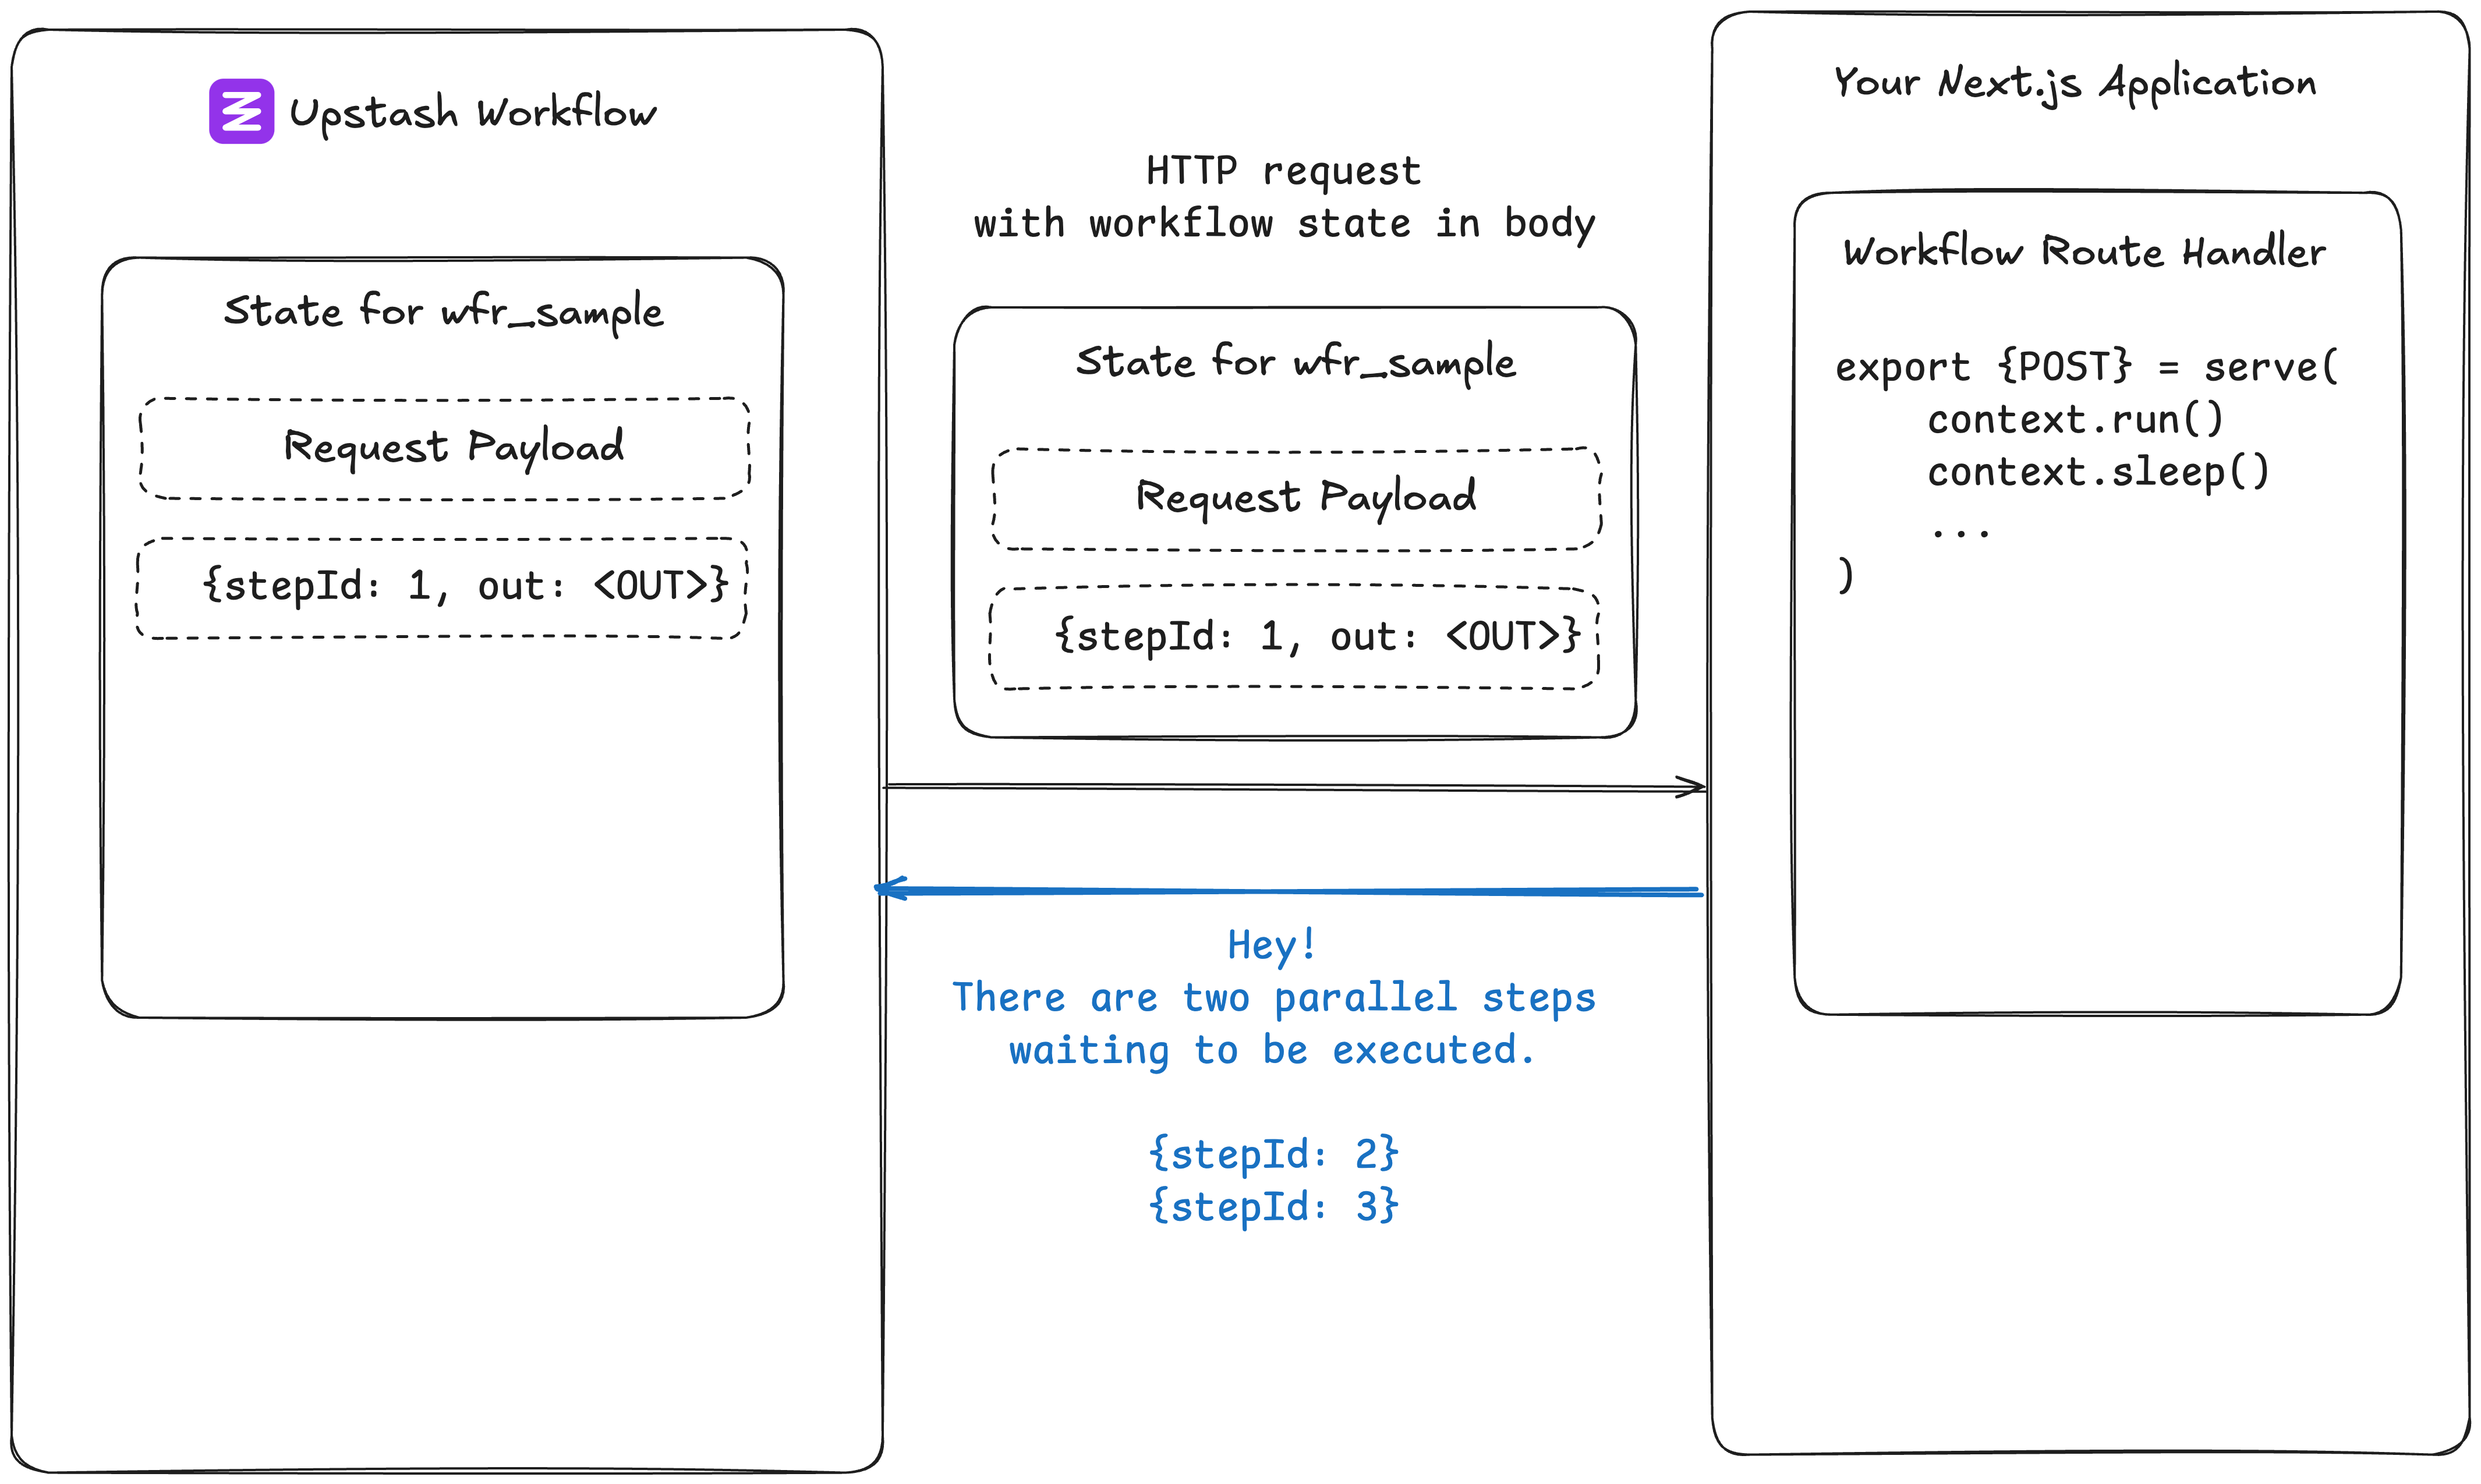 Upstash Workflow
State for wfr_sample
Request Payload
{stepId: 1, out: <OUT>}
HTTP request
with workflow state in body
State for wfr_sample
Request Payload
{stepId: 1, out: <OUT>}
Hey!
There are two parallel steps
waiting to be executed.
{stepId: 2}
{stepId: 3}
Your Next.js Application
Workflow Route Handler
export {POST} = serve(
context.run()
context.sleep()
...
)